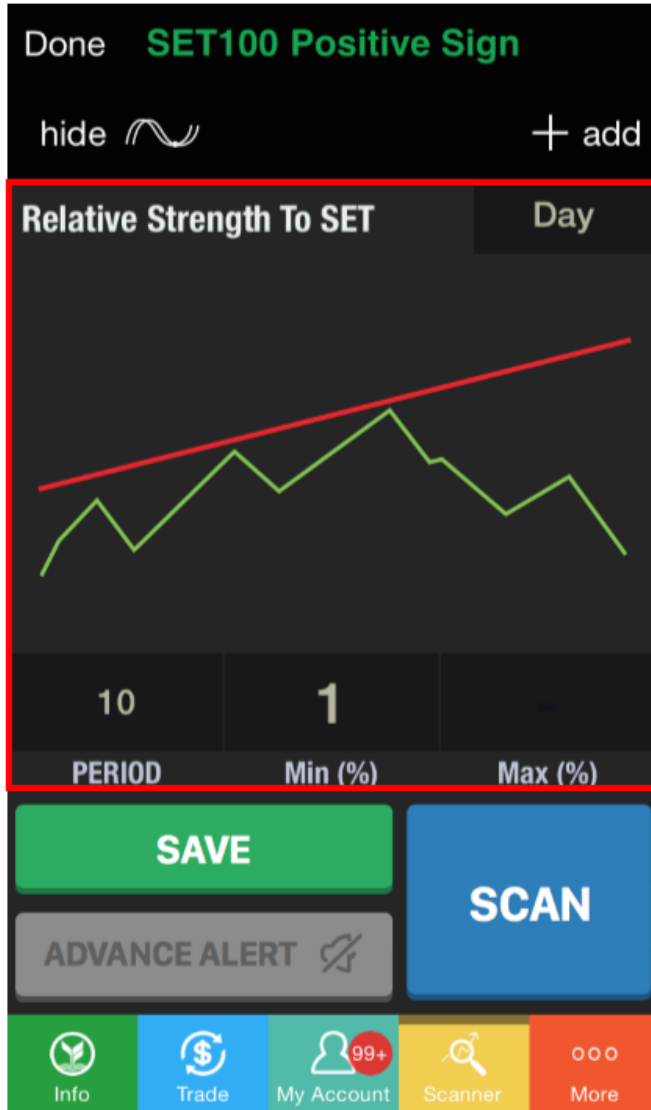 Done SET100 Positive Sign
hide + add
Relative Strength To SET Day
10 1 -
PERIOD Min (%) Max (%)
SAVE
SCAN
ADVANCE ALERT
99+
Info Trade My Account Scanner More